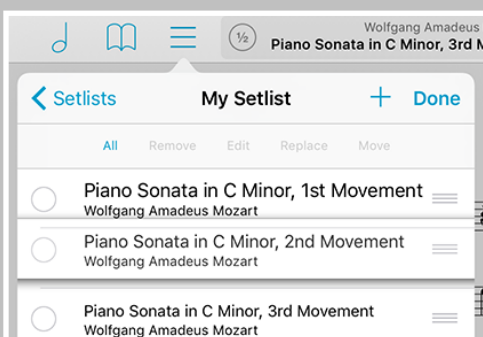 ½
Wolfgang Amadeus
Piano Sonata in C Minor, 3rd
Setlists My Setlist + Done
All Remove Edit Replace Move
Piano Sonata in C Minor, 1st Movement
Wolfgang Amadeus Mozart
Piano Sonata in C Minor, 2nd Movement
Wolfgang Amadeus Mozart
Piano Sonata in C Minor, 3rd Movement
Wolfgang Amadeus Mozart